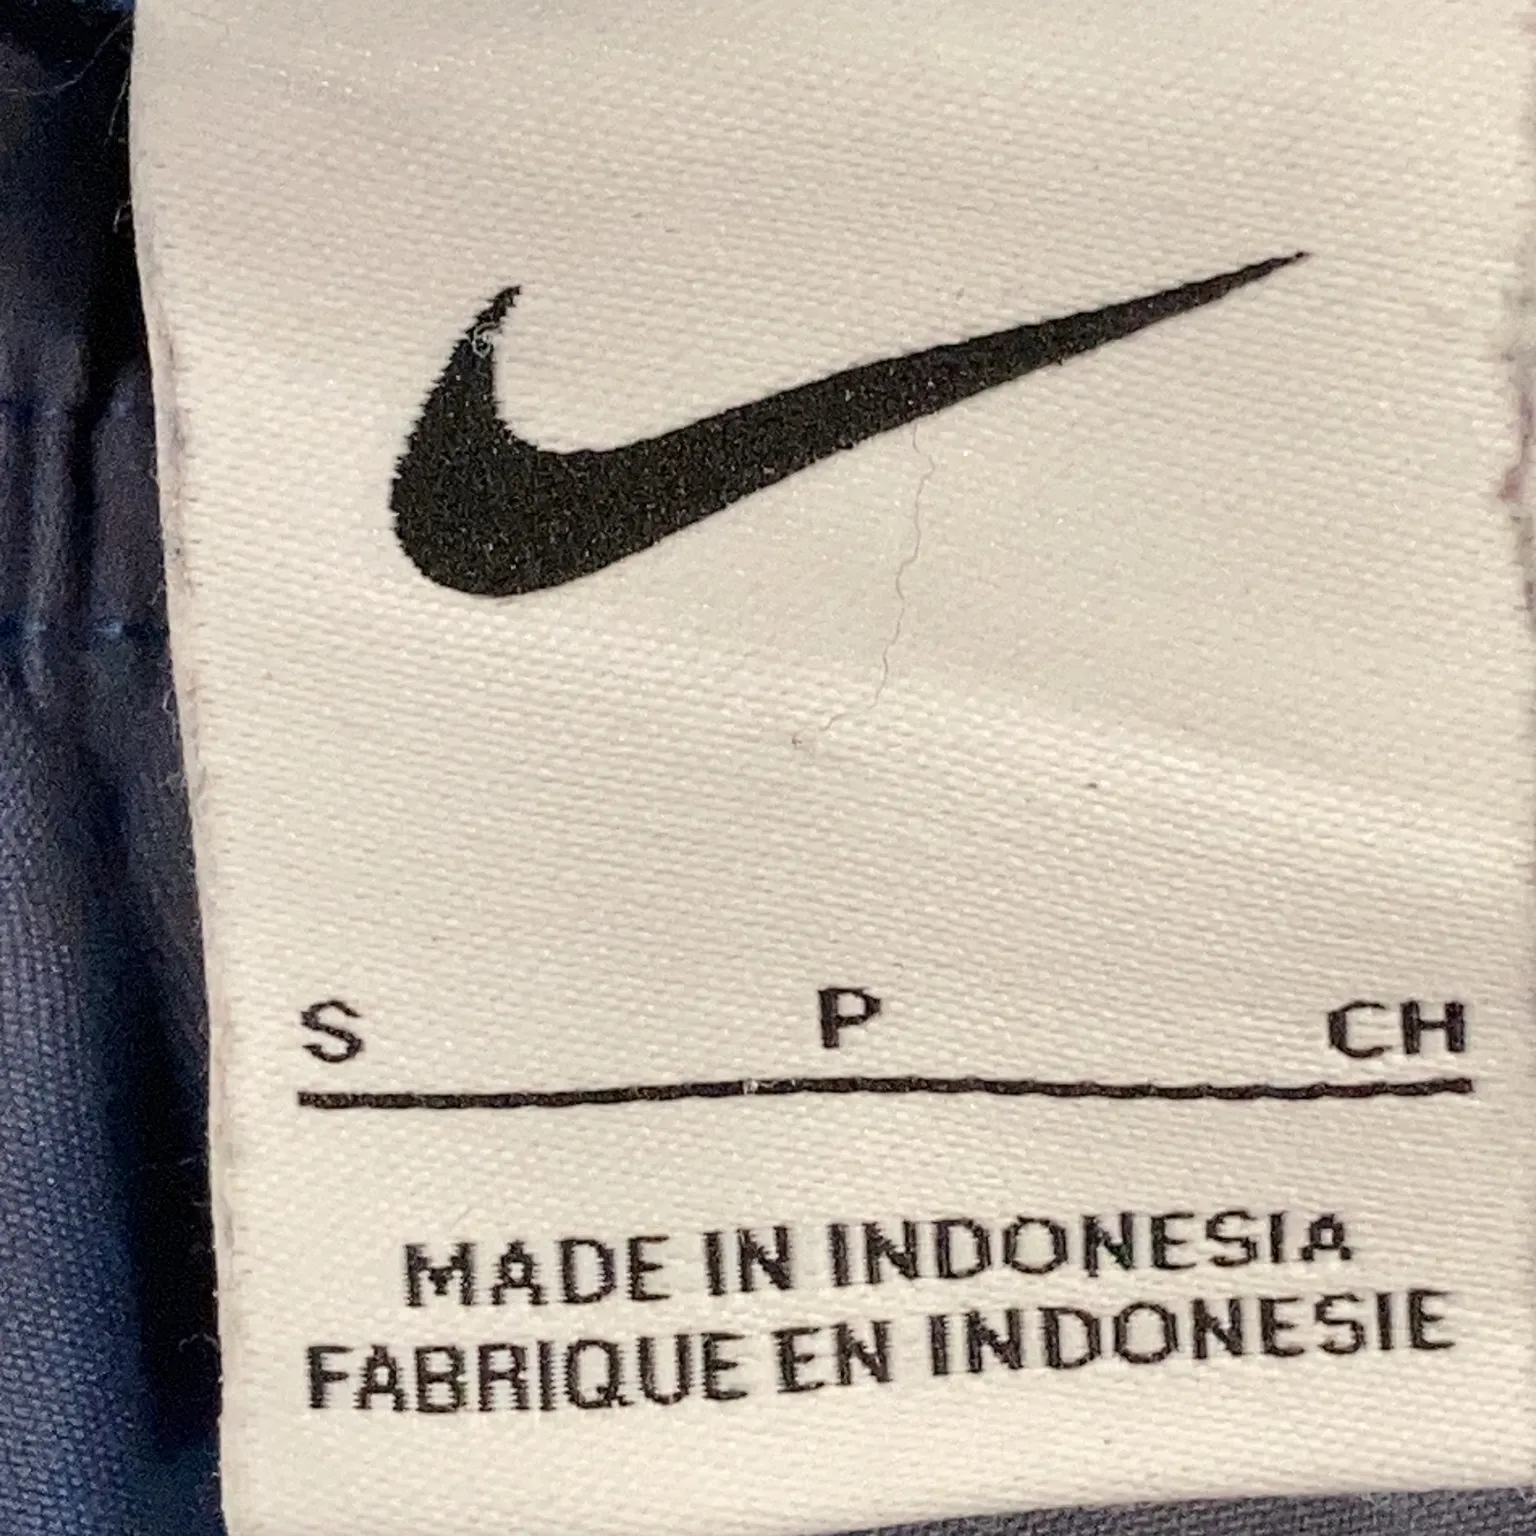 S P CH
MADE IN INDONESIA
FABRIQUE EN INDONESIE